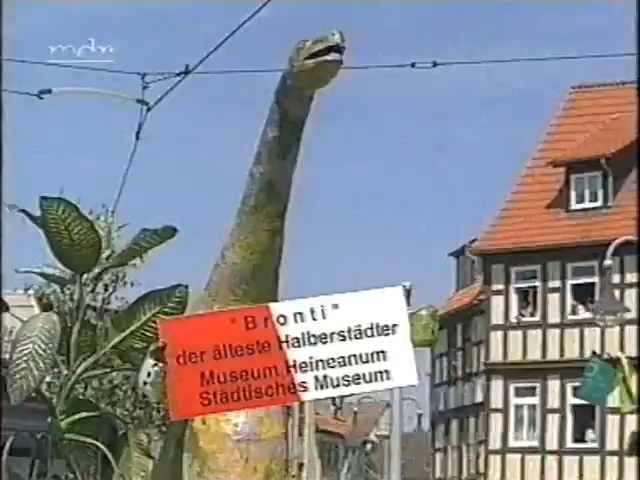 mdr
"Bronti"
der älteste Halberstädter
Museum Heineanum
Städtisches Museum